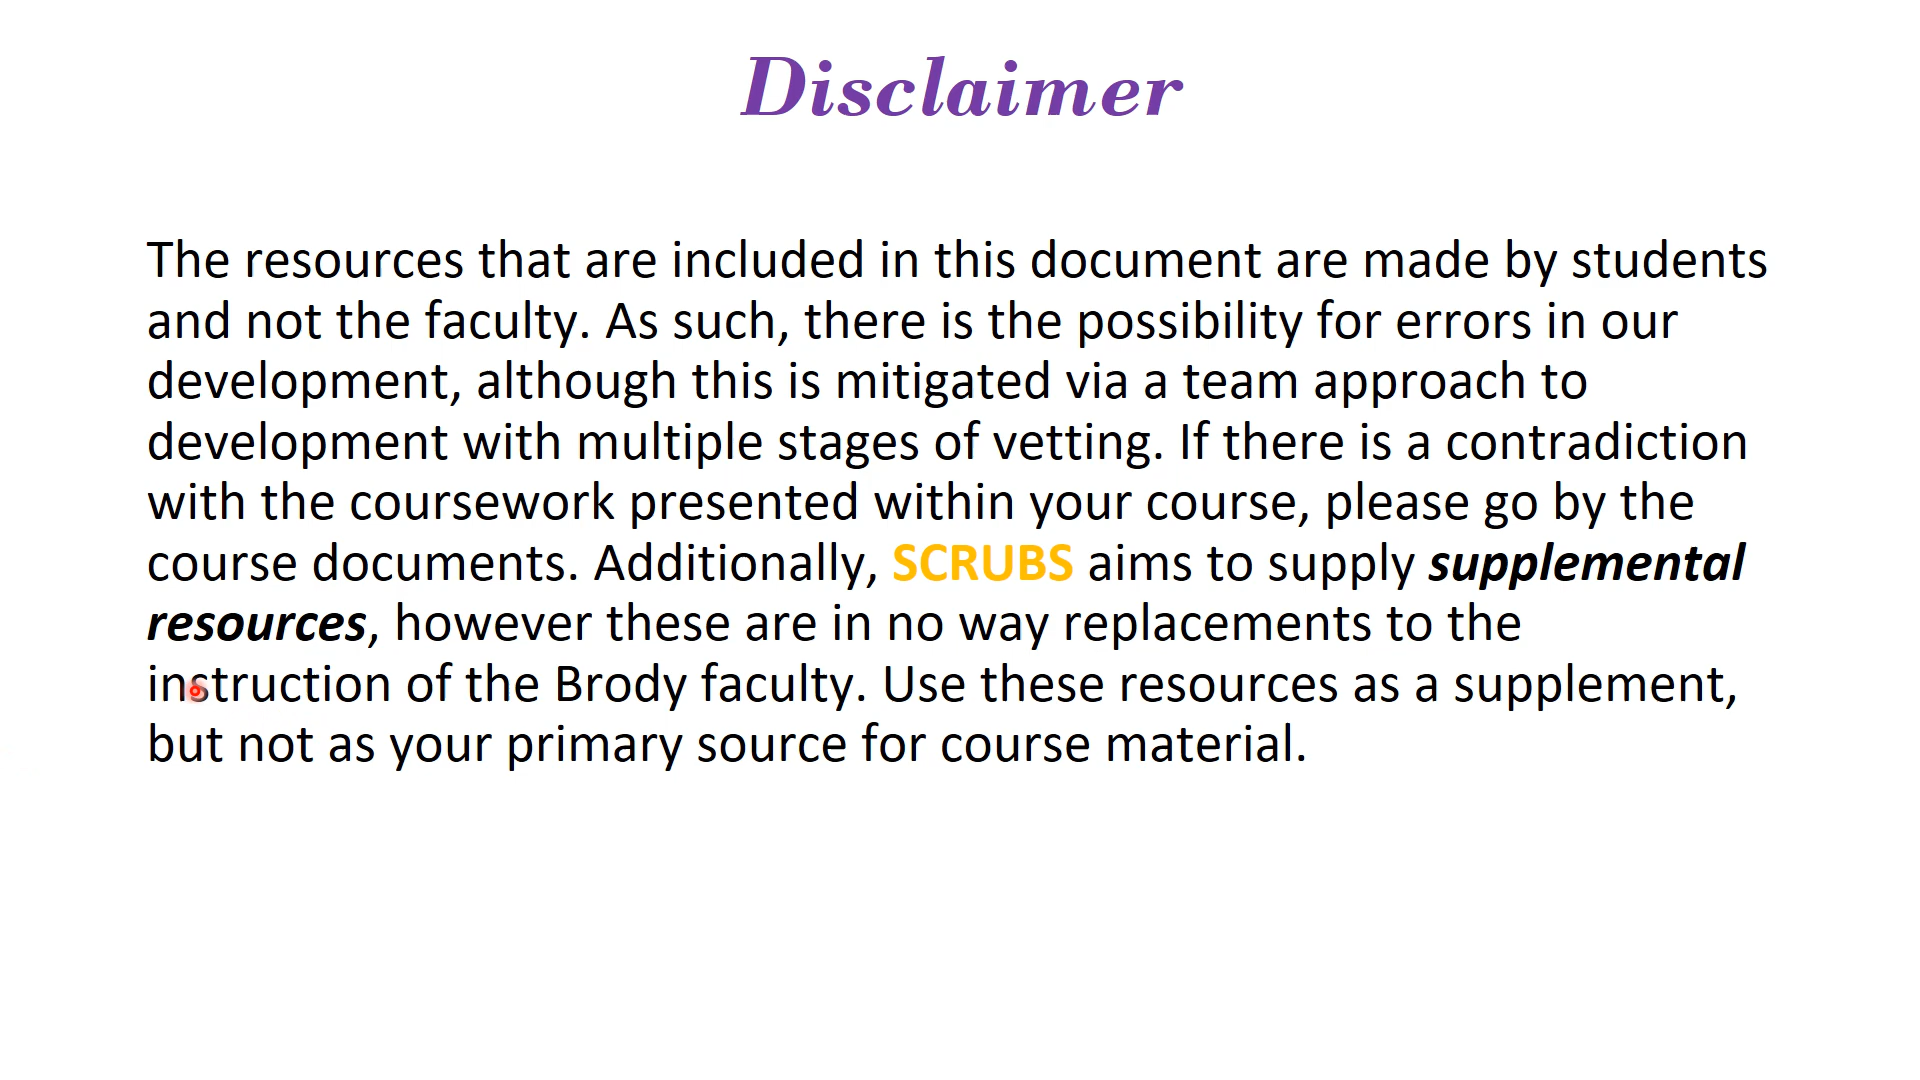 Disclaimer
The resources that are included in this document are made by students
and not the faculty. As such, there is the possibility for errors in our
development, although this is mitigated via a team approach to
development with multiple stages of vetting. If there is a contradiction
with the coursework presented within your course, please go by the
course documents. Additionally, SCRUBS aims to supply supplemental
resources, however these are in no way replacements to the
instruction of the Brody faculty. Use these resources as a supplement,
but not as your primary source for course material.